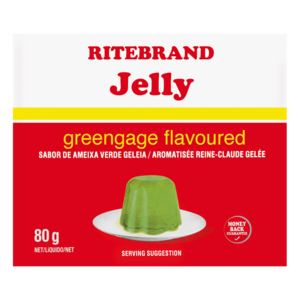 RITEBRAND
Jelly
greengage flavoured
SABOR DE AMEIXA VERDE GELEIA / AROMATISÉE REINE-CLAUDE GELÉE
80 g
NET/LIQUIDO/NET
SERVING SUGGESTION
MONEY
BACK
GUARANTEE